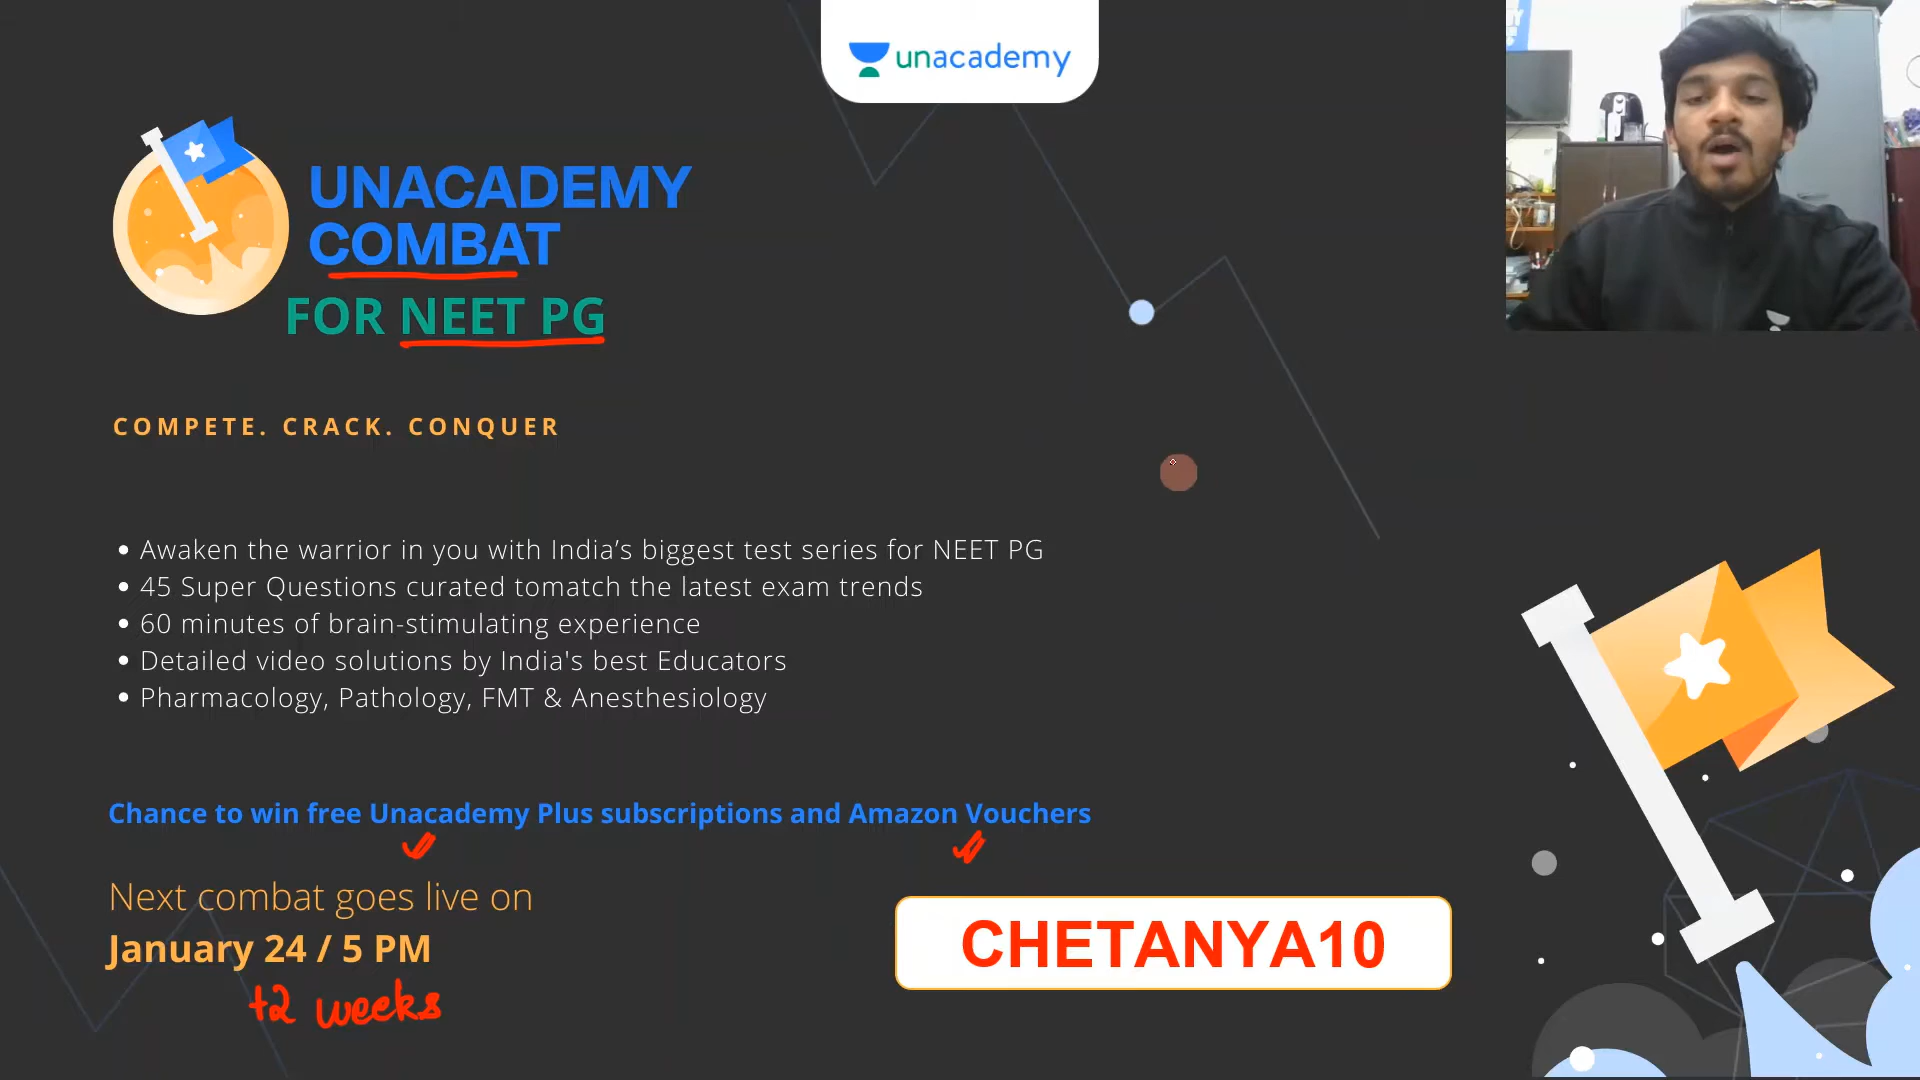 unacademy
UNACADEMY
COMBAT
FOR NEET PG
COMPETE. CRACK. CONQUER
• Awaken the warrior in you with India’s biggest test series for NEET PG
• 45 Super Questions curated tomatch the latest exam trends
• 60 minutes of brain-stimulating experience
• Detailed video solutions by India's best Educators
• Pharmacology, Pathology, FMT & Anesthesiology
Chance to win free Unacademy Plus subscriptions and Amazon Vouchers
Next combat goes live on
January 24 / 5 PM
+2 weeks
CHETANYA10